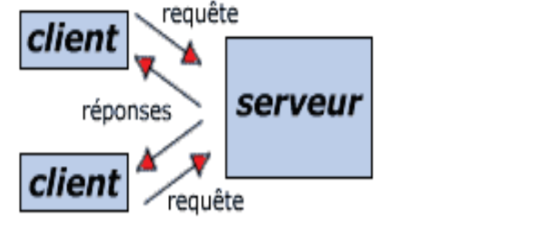 requête
client
serveur
réponses
client
requête